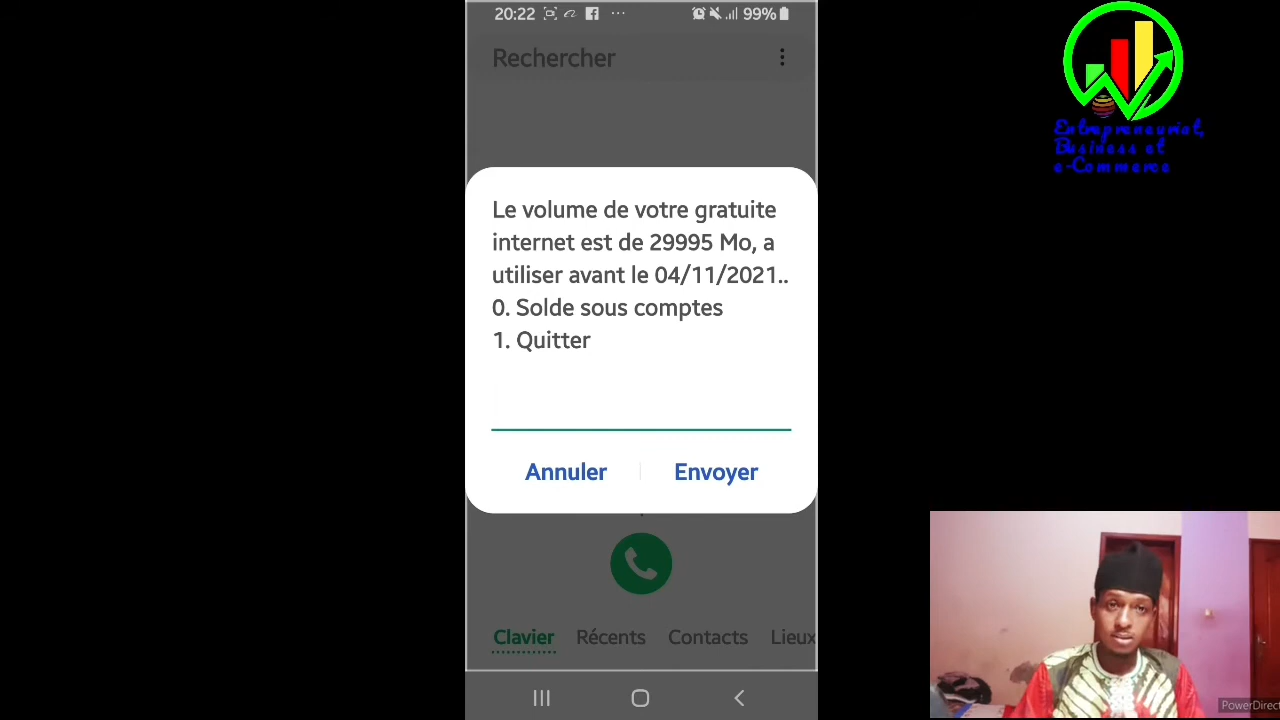 20:22
99%
Rechercher
Le volume de votre gratuite
internet est de 29995 Mo, a
utiliser avant le 04/11/2021..
0. Solde sous comptes
1. Quitter
Annuler
Envoyer
Clavier
Récents
Contacts
Lieux
Entrepreneuriat,
Business et
e-Commerce
PowerDirect